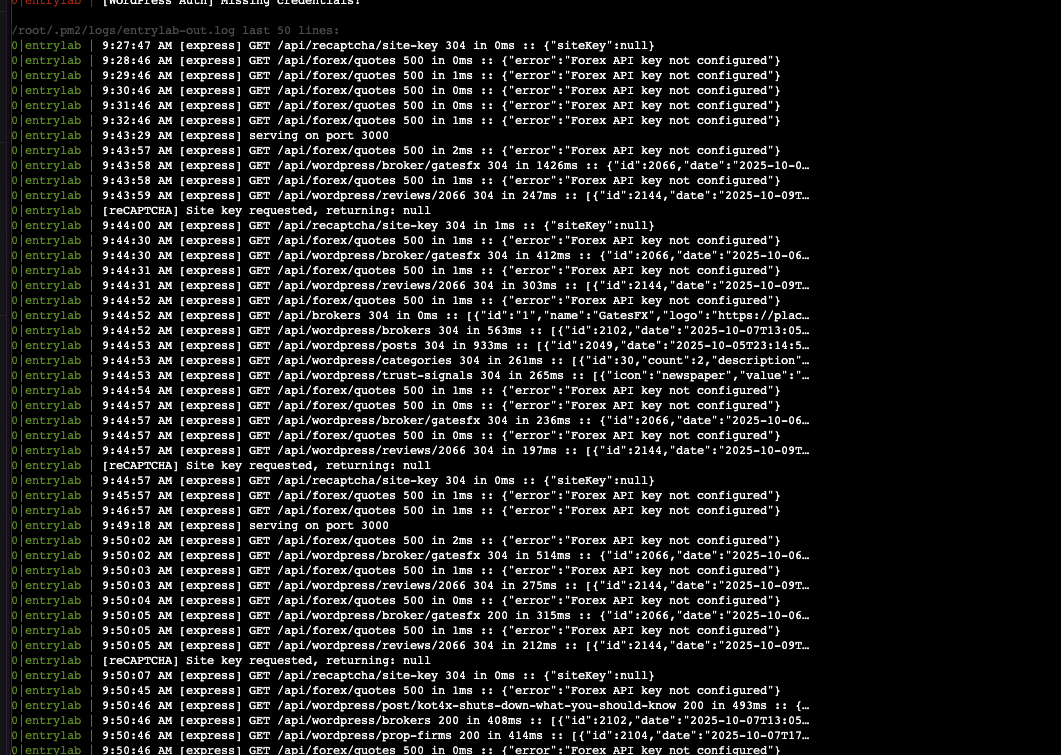 0|entrylab | [WordPress Auth] Missing credentials!
/root/.pm2/logs/entrylab-out.log last 50 lines:
0|entrylab | 9:27:47 AM [express] GET /api/recaptcha/site-key 304 in 0ms :: {"siteKey":null}
0|entrylab | 9:28:46 AM [express] GET /api/forex/quotes 500 in 0ms :: {"error":"Forex API key not configured"}
0|entrylab | 9:29:46 AM [express] GET /api/forex/quotes 500 in 1ms :: {"error":"Forex API key not configured"}
0|entrylab | 9:30:46 AM [express] GET /api/forex/quotes 500 in 0ms :: {"error":"Forex API key not configured"}
0|entrylab | 9:31:46 AM [express] GET /api/forex/quotes 500 in 0ms :: {"error":"Forex API key not configured"}
0|entrylab | 9:32:46 AM [express] GET /api/forex/quotes 500 in 1ms :: {"error":"Forex API key not configured"}
0|entrylab | 9:43:29 AM [express] serving on port 3000
0|entrylab | 9:43:57 AM [express] GET /api/forex/quotes 500 in 2ms :: {"error":"Forex API key not configured"}
0|entrylab | 9:43:58 AM [express] GET /api/wordpress/broker/gatesfx 304 in 1426ms :: {"id":2066,"date":"2025-10-0…
0|entrylab | 9:43:58 AM [express] GET /api/forex/quotes 500 in 1ms :: {"error":"Forex API key not configured"}
0|entrylab | 9:43:59 AM [express] GET /api/wordpress/reviews/2066 304 in 247ms :: [{"id":2144,"date":"2025-10-09T…
0|entrylab | [reCAPTCHA] Site key requested, returning: null
0|entrylab | 9:44:00 AM [express] GET /api/recaptcha/site-key 304 in 1ms :: {"siteKey":null}
0|entrylab | 9:44:30 AM [express] GET /api/forex/quotes 500 in 1ms :: {"error":"Forex API key not configured"}
0|entrylab | 9:44:30 AM [express] GET /api/wordpress/broker/gatesfx 304 in 412ms :: {"id":2066,"date":"2025-10-06…
0|entrylab | 9:44:31 AM [express] GET /api/forex/quotes 500 in 1ms :: {"error":"Forex API key not configured"}
0|entrylab | 9:44:31 AM [express] GET /api/wordpress/reviews/2066 304 in 303ms :: [{"id":2144,"date":"2025-10-09T…
0|entrylab | 9:44:52 AM [express] GET /api/forex/quotes 500 in 1ms :: {"error":"Forex API key not configured"}
0|entrylab | 9:44:52 AM [express] GET /api/brokers 304 in 0ms :: [{"id":"1","name":"GatesFX","logo":"https://plac…
0|entrylab | 9:44:52 AM [express] GET /api/wordpress/brokers 304 in 563ms :: [{"id":2102,"date":"2025-10-07T13:05…
0|entrylab | 9:44:53 AM [express] GET /api/wordpress/posts 304 in 933ms :: [{"id":2049,"date":"2025-10-05T23:14:5…
0|entrylab | 9:44:53 AM [express] GET /api/wordpress/categories 304 in 261ms :: [{"id":30,"count":2,"description"…
0|entrylab | 9:44:53 AM [express] GET /api/wordpress/trust-signals 304 in 265ms :: [{"icon":"newspaper","value":"…
0|entrylab | 9:44:54 AM [express] GET /api/forex/quotes 500 in 1ms :: {"error":"Forex API key not configured"}
0|entrylab | 9:44:57 AM [express] GET /api/forex/quotes 500 in 0ms :: {"error":"Forex API key not configured"}
0|entrylab | 9:44:57 AM [express] GET /api/wordpress/broker/gatesfx 304 in 236ms :: {"id":2066,"date":"2025-10-06…
0|entrylab | 9:44:57 AM [express] GET /api/forex/quotes 500 in 0ms :: {"error":"Forex API key not configured"}
0|entrylab | 9:44:57 AM [express] GET /api/wordpress/reviews/2066 304 in 197ms :: [{"id":2144,"date":"2025-10-09T…
0|entrylab | [reCAPTCHA] Site key requested, returning: null
0|entrylab | 9:44:57 AM [express] GET /api/recaptcha/site-key 304 in 0ms :: {"siteKey":null}
0|entrylab | 9:45:57 AM [express] GET /api/forex/quotes 500 in 1ms :: {"error":"Forex API key not configured"}
0|entrylab | 9:46:57 AM [express] GET /api/forex/quotes 500 in 1ms :: {"error":"Forex API key not configured"}
0|entrylab | 9:49:18 AM [express] serving on port 3000
0|entrylab | 9:50:02 AM [express] GET /api/forex/quotes 500 in 2ms :: {"error":"Forex API key not configured"}
0|entrylab | 9:50:02 AM [express] GET /api/wordpress/broker/gatesfx 304 in 514ms :: {"id":2066,"date":"2025-10-06…
0|entrylab | 9:50:03 AM [express] GET /api/forex/quotes 500 in 1ms :: {"error":"Forex API key not configured"}
0|entrylab | 9:50:03 AM [express] GET /api/wordpress/reviews/2066 304 in 275ms :: [{"id":2144,"date":"2025-10-09T…
0|entrylab | 9:50:04 AM [express] GET /api/forex/quotes 500 in 0ms :: {"error":"Forex API key not configured"}
0|entrylab | 9:50:05 AM [express] GET /api/wordpress/broker/gatesfx 200 in 315ms :: {"id":2066,"date":"2025-10-06…
0|entrylab | 9:50:05 AM [express] GET /api/forex/quotes 500 in 1ms :: {"error":"Forex API key not configured"}
0|entrylab | 9:50:05 AM [express] GET /api/wordpress/reviews/2066 304 in 212ms :: [{"id":2144,"date":"2025-10-09T…
0|entrylab | [reCAPTCHA] Site key requested, returning: null
0|entrylab | 9:50:07 AM [express] GET /api/recaptcha/site-key 304 in 0ms :: {"siteKey":null}
0|entrylab | 9:50:45 AM [express] GET /api/forex/quotes 500 in 1ms :: {"error":"Forex API key not configured"}
0|entrylab | 9:50:46 AM [express] GET /api/wordpress/post/kot4x-shuts-down-what-you-should-know 200 in 493ms :: {…
0|entrylab | 9:50:46 AM [express] GET /api/wordpress/brokers 200 in 408ms :: [{"id":2102,"date":"2025-10-07T13:05…
0|entrylab | 9:50:46 AM [express] GET /api/wordpress/prop-firms 200 in 414ms :: [{"id":2104,"date":"2025-10-07T17…
0|entrylab | 9:50:46 AM [express] GET /api/forex/quotes 500 in 0ms :: {"error":"Forex API key not configured"}